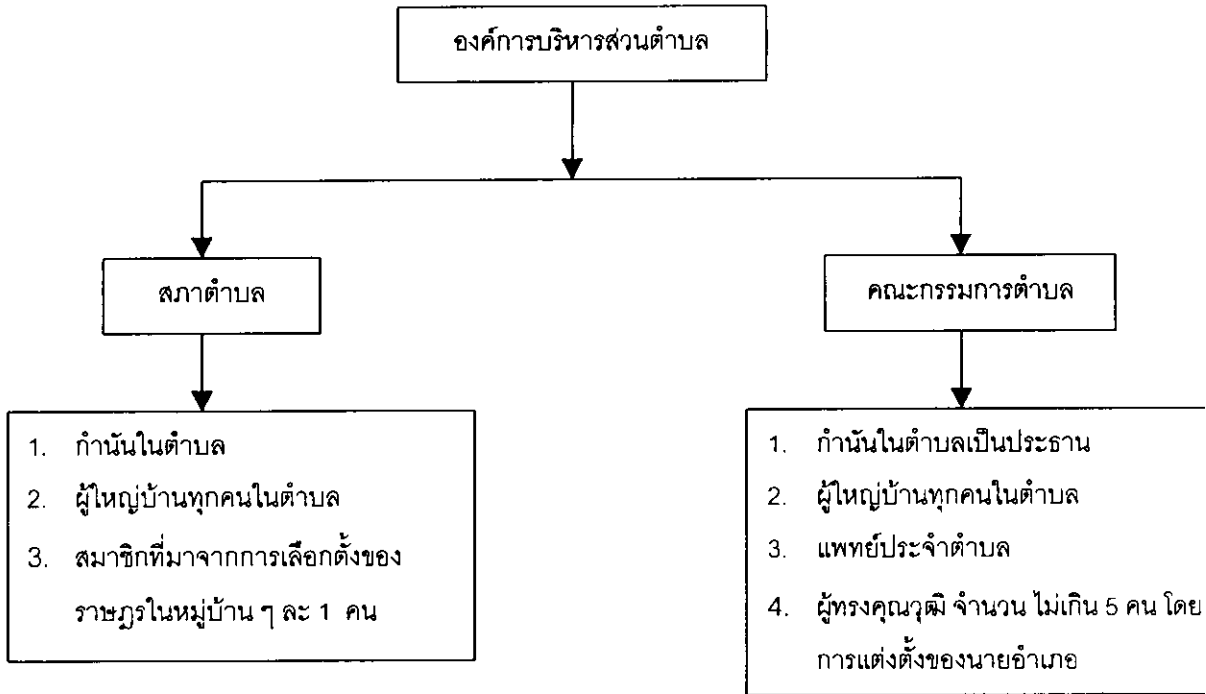 องค์การบริหารส่วนตำบล
สภาตำบล
คณะกรรมการตำบล
1. กำนันในตำบล
2. ผู้ใหญ่บ้านทุกคนในตำบล
3. สมาชิกที่มาจากการเลือกตั้งของ
ราษฎรในหมู่บ้าน ๆ ละ 1 คน
1. กำนันในตำบลเป็นประธาน
2. ผู้ใหญ่บ้านทุกคนในตำบล
3. แพทย์ประจำตำบล
4. ผู้ทรงคุณวุฒิ จำนวน ไม่เกิน 5 คน โดย
การแต่งตั้งของนายอำเภอ